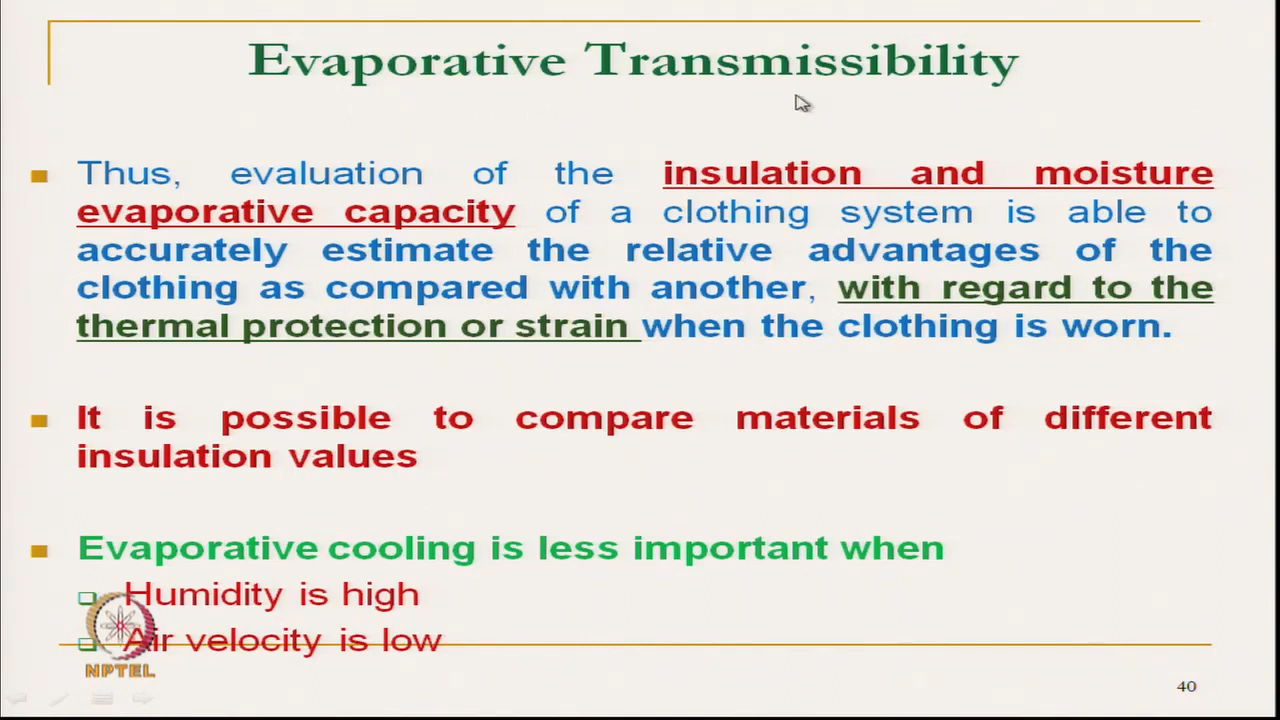 Evaporative Transmissibility
Thus, evaluation of the insulation and moisture
evaporative capacity of a clothing system is able to
accurately estimate the relative advantages of the
clothing as compared with another, with regard to the
thermal protection or strain when the clothing is worn.
It is possible to compare materials of different
insulation values
Evaporative cooling is less important when
Humidity is high
Air velocity is low
NPTEL
40